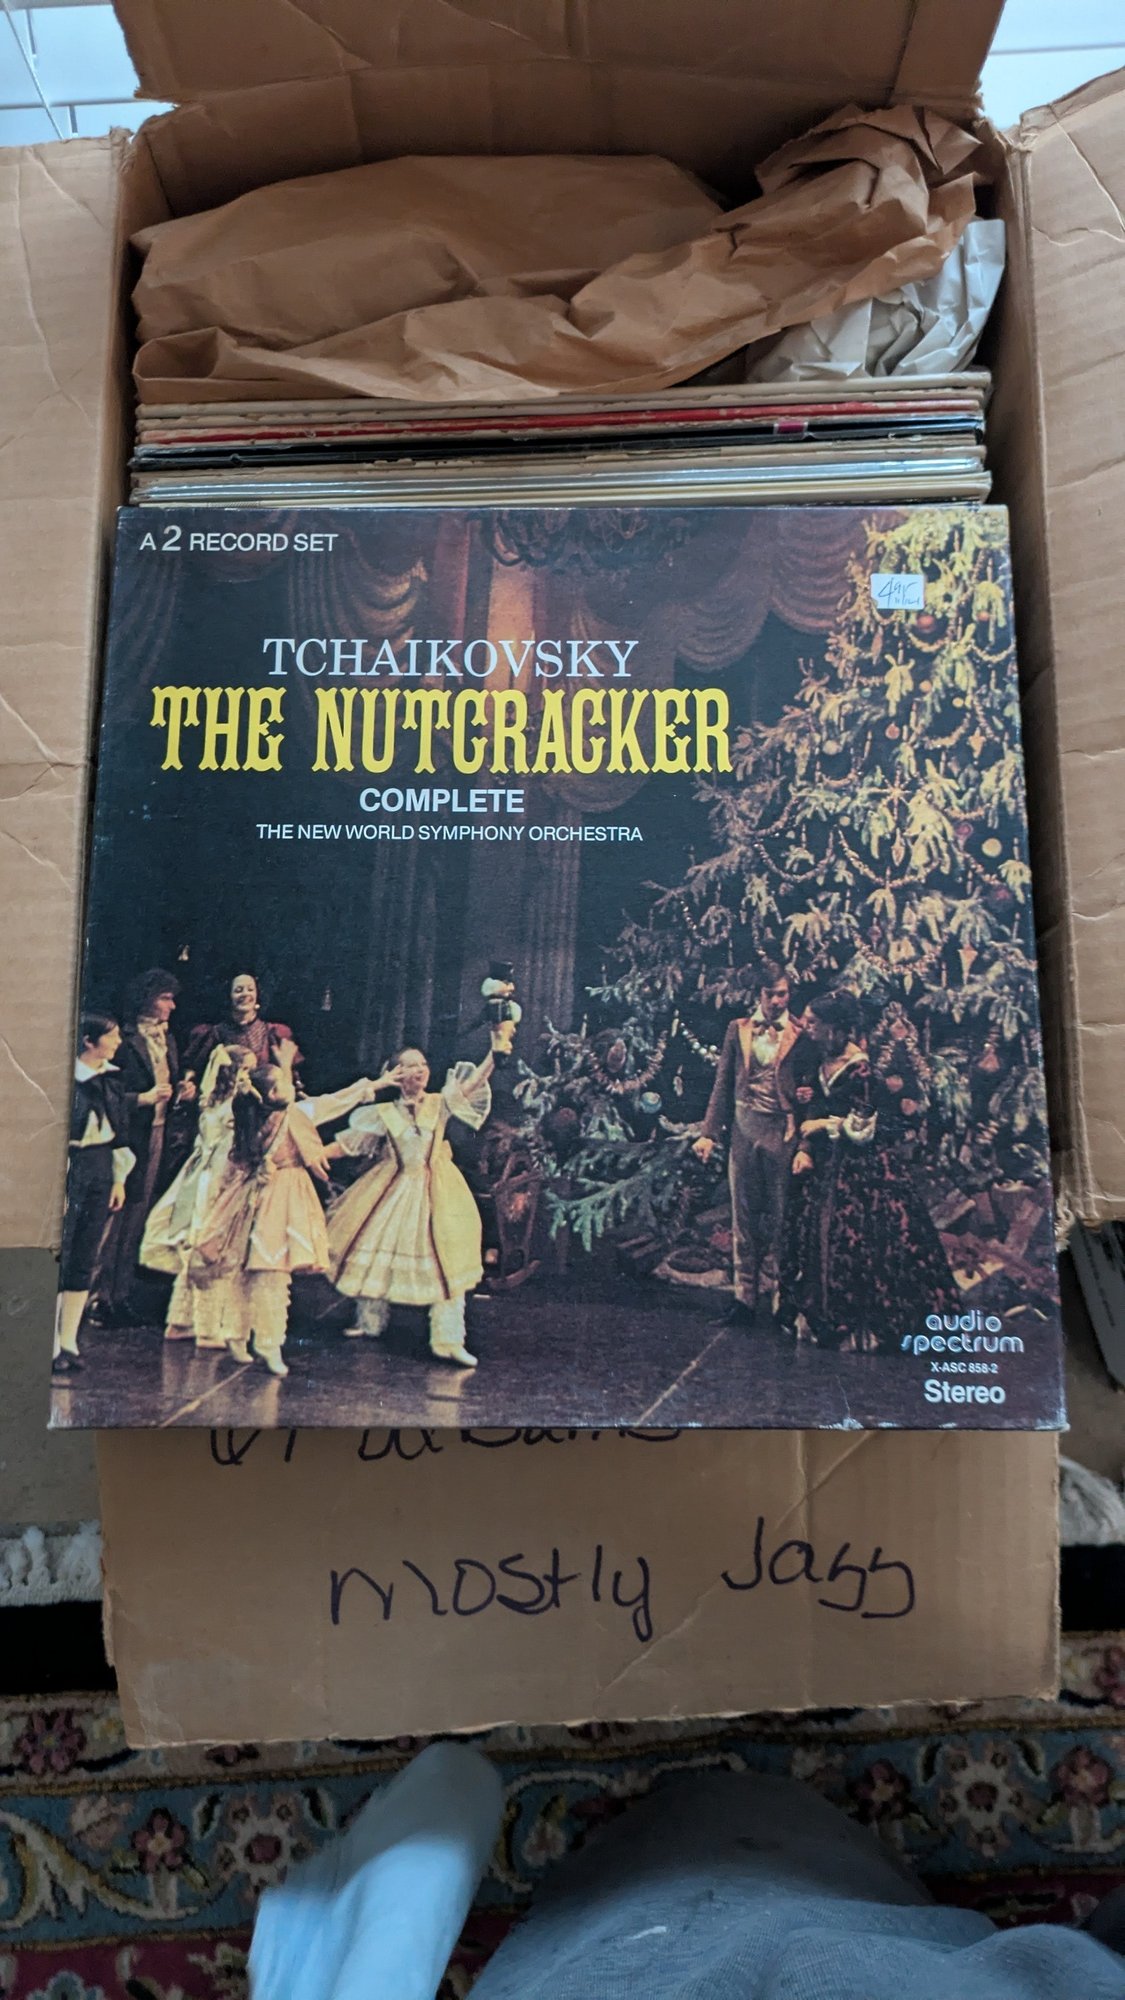 A 2 RECORD SET
495
TCHAIKOVSKY
THE NUTCRACKER
COMPLETE
THE NEW WORLD SYMPHONY ORCHESTRA
audio
spectrum
X-ASC 858-2
Stereo
mostly Jazz